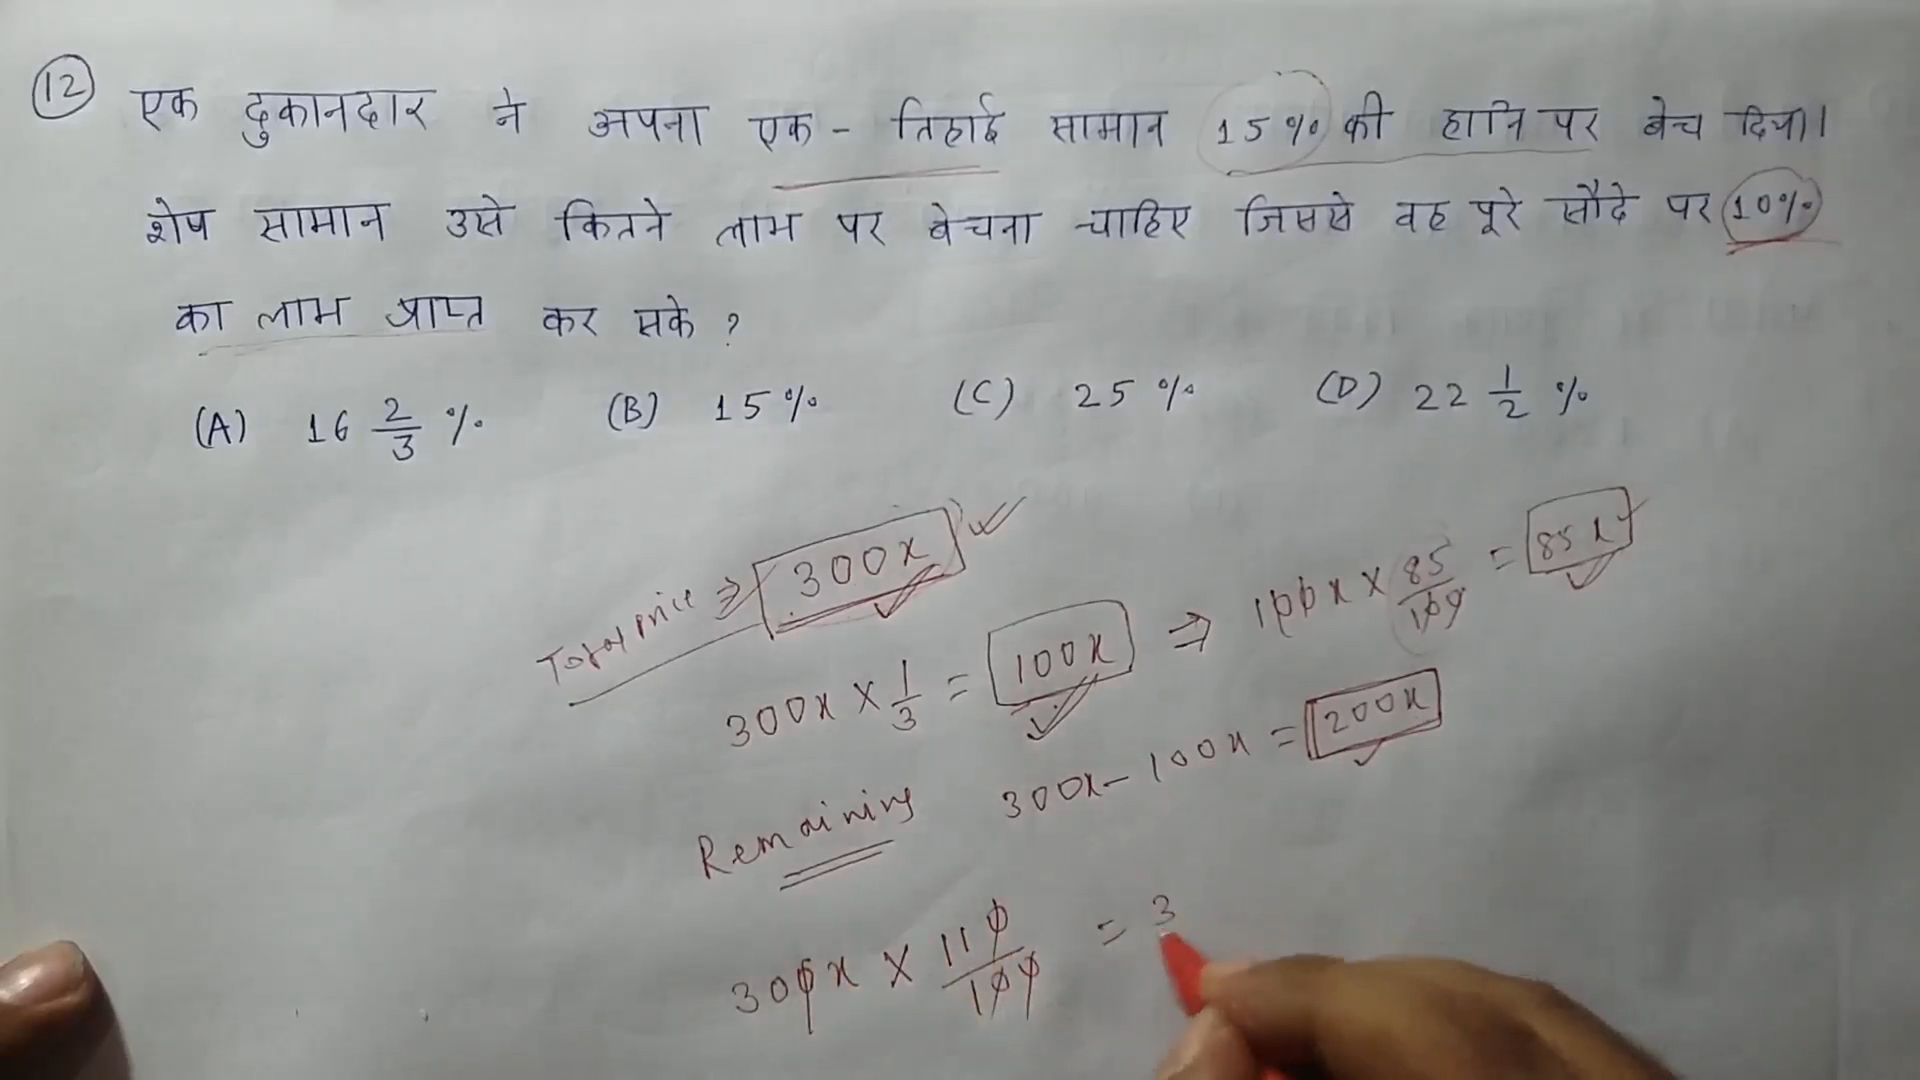 12 एक दुकानदार ने अपना एक - तिहाई सामान 15% की हानि पर बेच दिया।
शेष सामान उसे कितने लाभ पर बेचना चाहिए जिससे वह पूरे सौदे पर 10%
का लाभ प्राप्त कर सके ?
(A) 16 2/3 % (B) 15% (C) 25 % (D) 22 1/2 %
Total price ⇒ 300x
300x × 1/3 = 100x ⇒ 100x × 85/100 = 85x
Remaining 300x - 100x = 200x
300x × 110/100 = 3